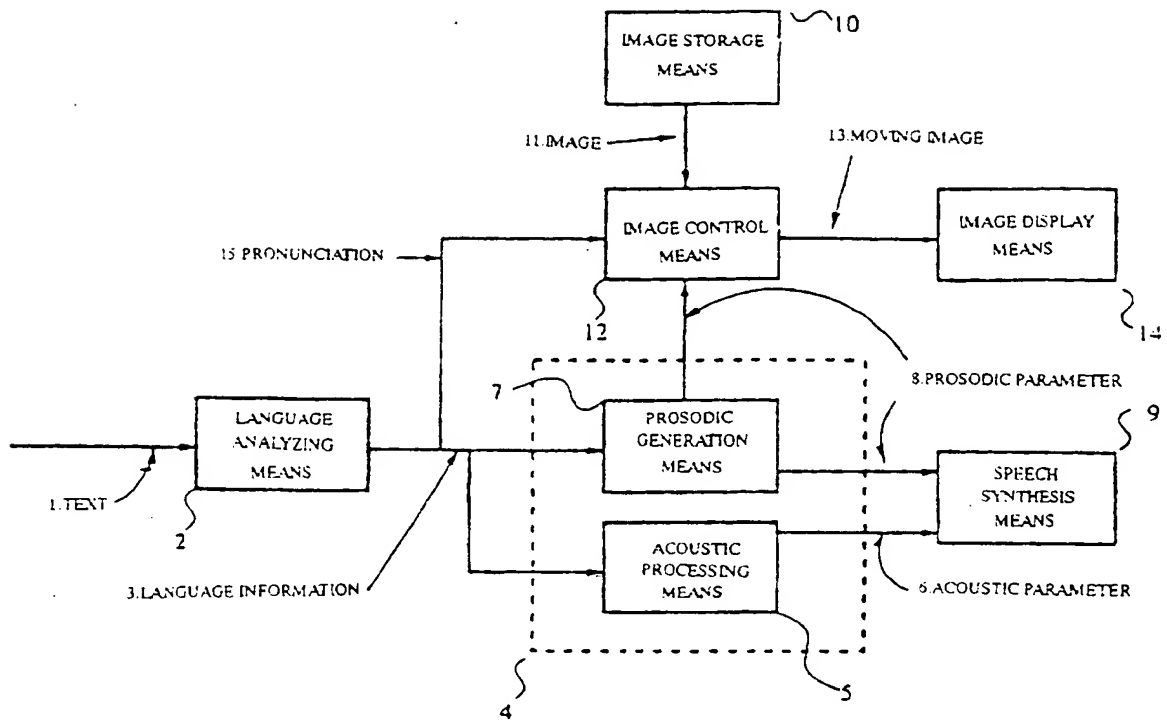 10
IMAGE STORAGE
MEANS
11.IMAGE
13.MOVING IMAGE
IMAGE CONTROL
MEANS
IMAGE DISPLAY
MEANS
15 PRONUNCIATION
12
14
7
8.PROSODIC PARAMETER
9
LANGUAGE
ANALYZING
MEANS
PROSODIC
GENERATION
MEANS
SPEECH
SYNTHESIS
MEANS
1.TEXT
2
ACOUSTIC
PROCESSING
MEANS
3.LANGUAGE INFORMATION
6.ACOUSTIC PARAMETER
4
5